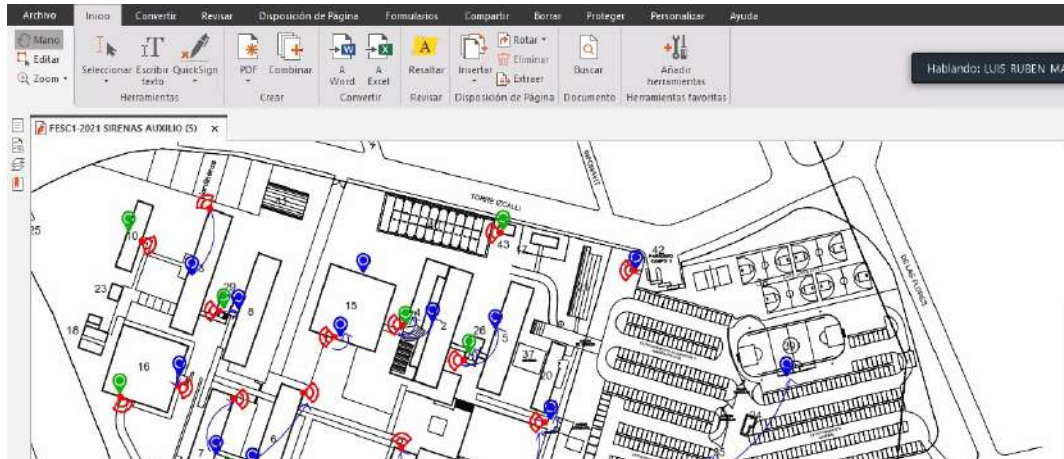 Archivo Inicio Convertir Revisar Disposición de Página Formularios Compartir Borrar Proteger Personalizar Ayuda
Mano
Editar
Zoom
Seleccionar
Escribir texto
QuickSign
Herramientas
PDF
Combinar
Crear
A Word
A Excel
Convertir
Resaltar
Revisar
Insertar
Rotar
Eliminar
Extraer
Disposición de Página
Buscar
Documento
Añadir herramientas
Herramientas favoritas
Hablando: LUIS RUBEN MA
FESC1-2021 SIRENAS AUXILIO (5) x
TORRE IZCALLI
DE LAS FLORES
25
10
43
42
23
29
8
15
2
26
5
18
16
37
20
6
7